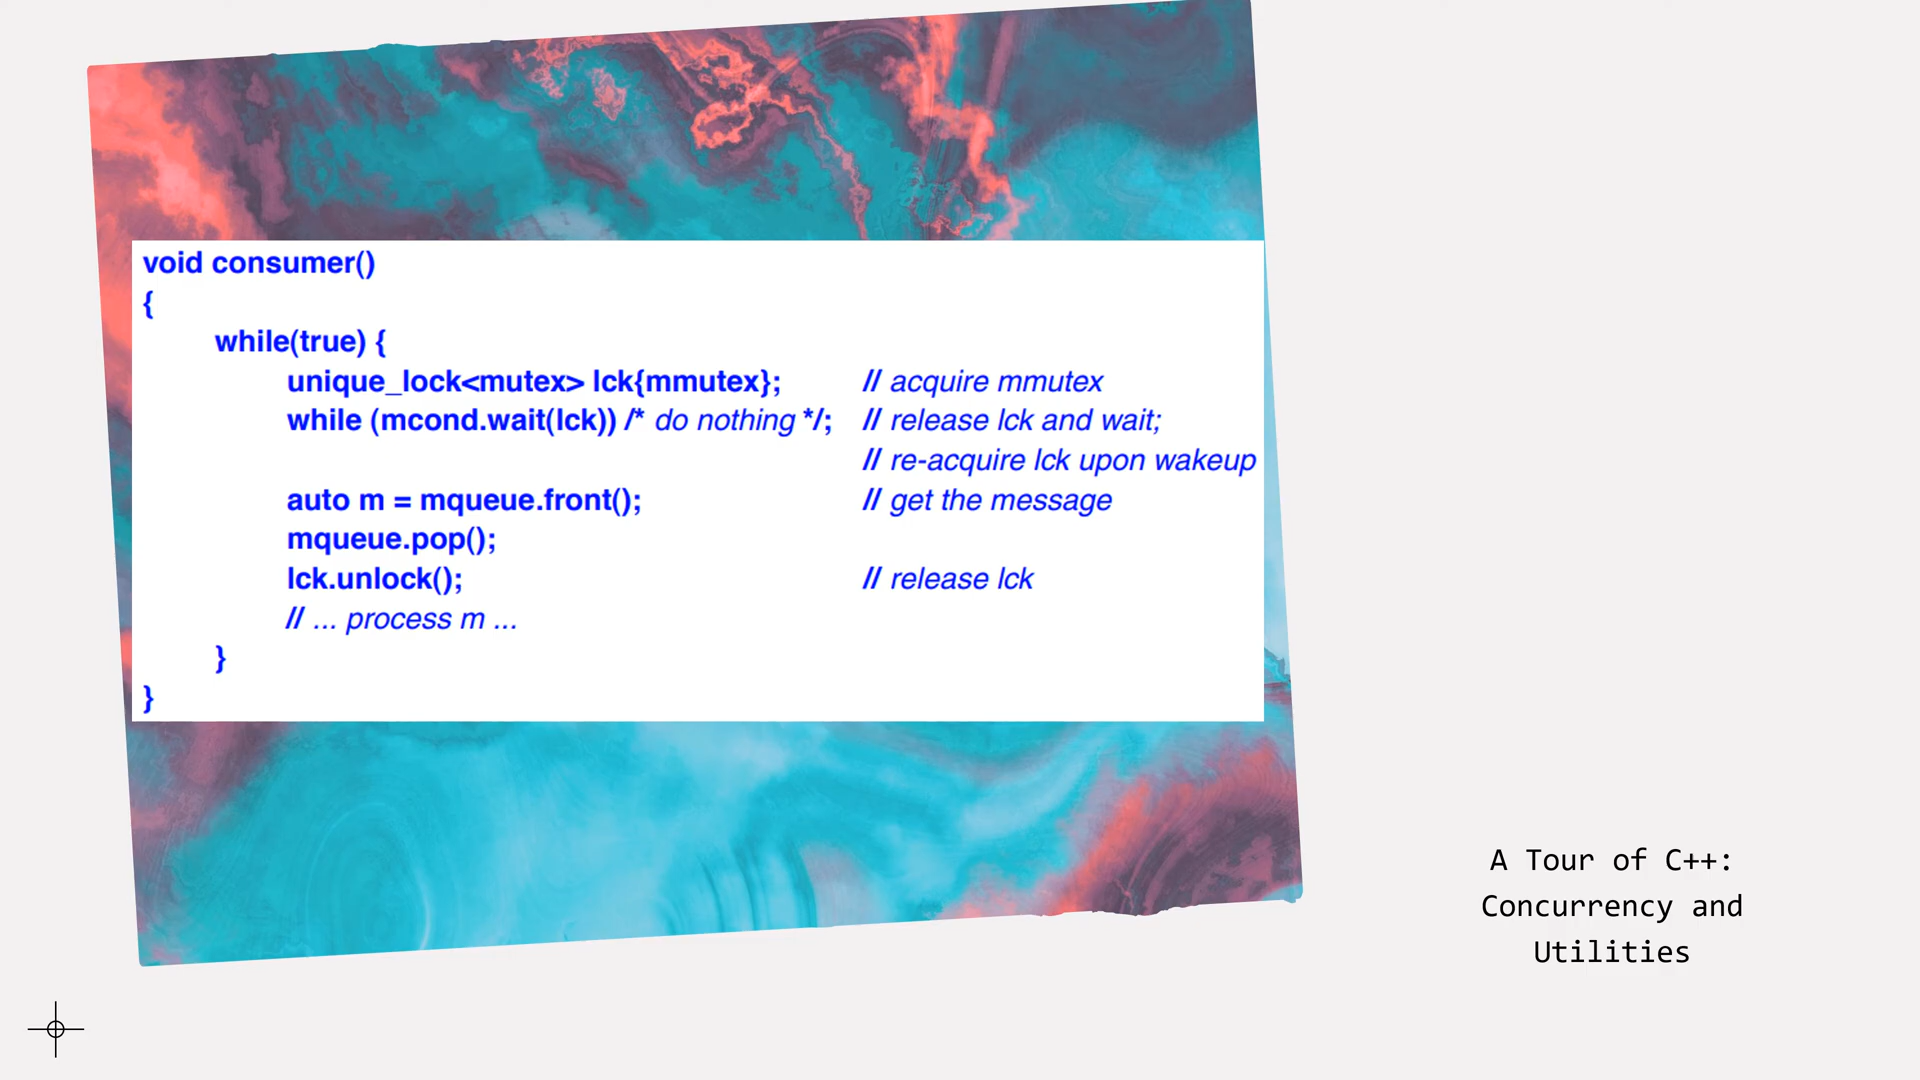 void consumer()
{
while(true) {
unique_lock<mutex> lck{mmutex}; // acquire mmutex
while (mcond.wait(lck)) /* do nothing */; // release lck and wait;
// re-acquire lck upon wakeup
auto m = mqueue.front(); // get the message
mqueue.pop();
lck.unlock(); // release lck
// ... process m ...
}
}
A Tour of C++:
Concurrency and
Utilities